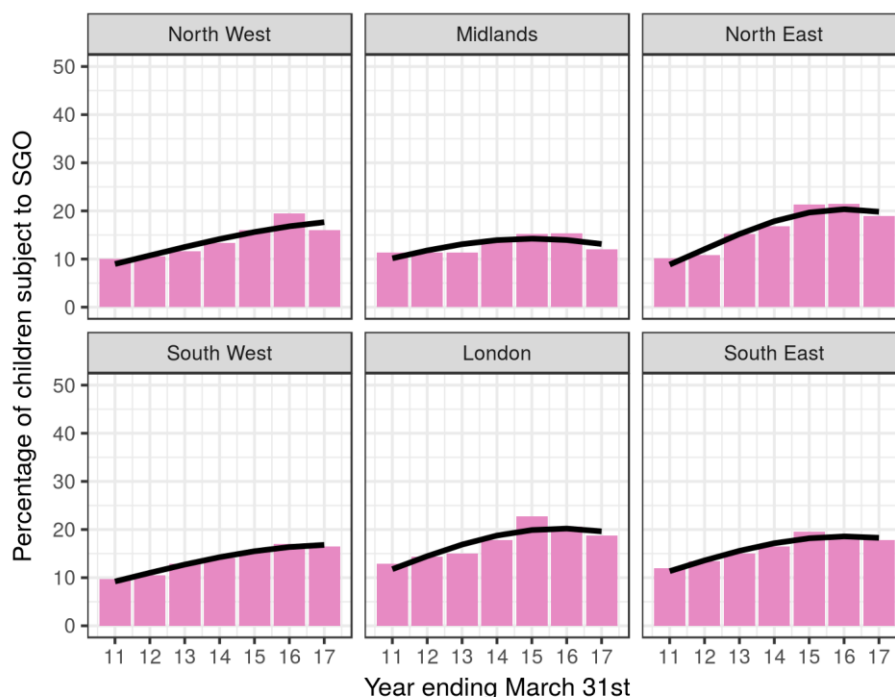 North West Midlands North East
50
40
30
20
10
0
South West London South East
50
40
30
20
10
0
11 12 13 14 15 16 17 11 12 13 14 15 16 17 11 12 13 14 15 16 17
Year ending March 31st
Percentage of children subject to SGO